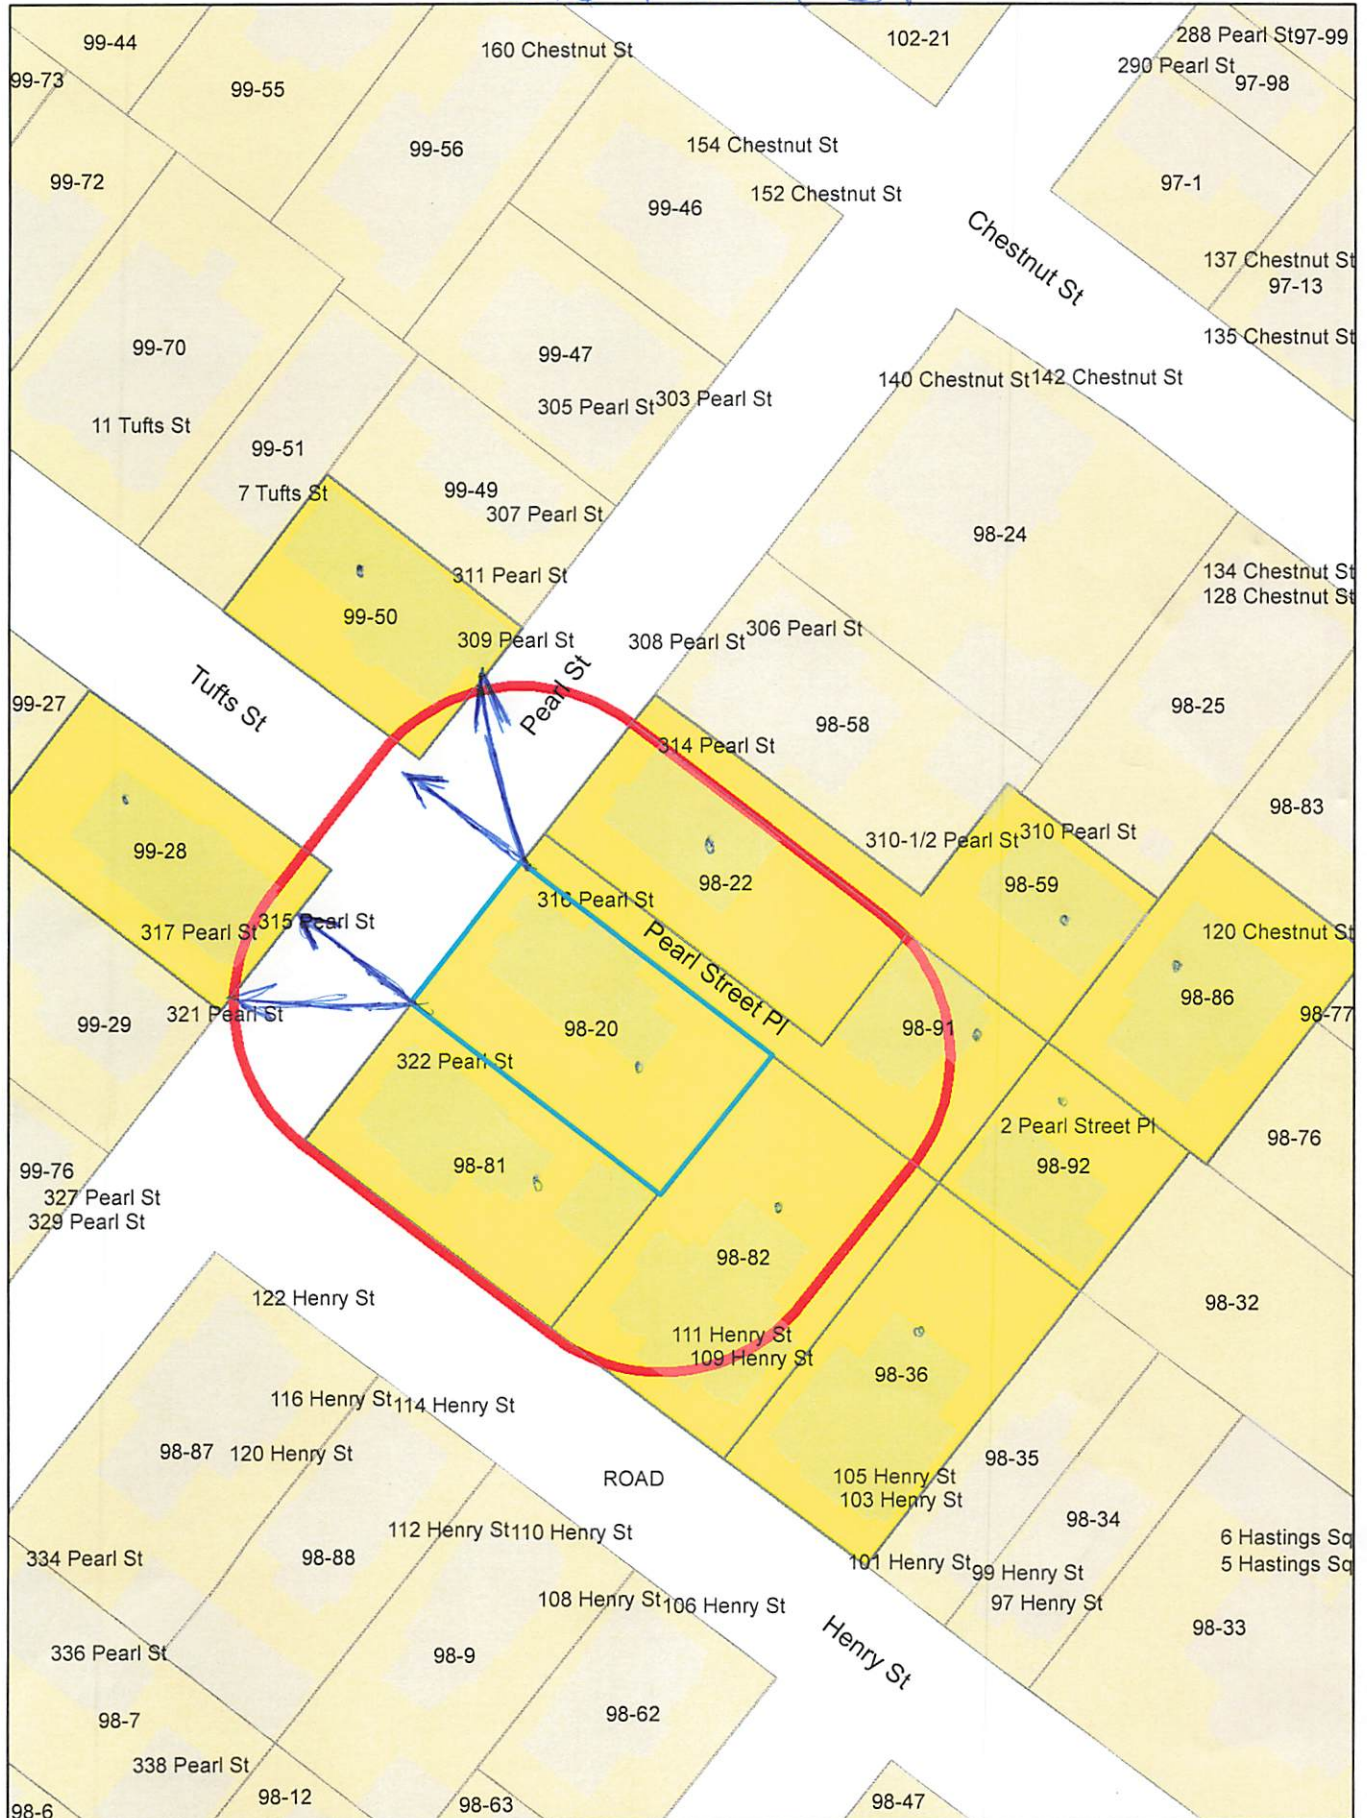 99-44
160 Chestnut St
102-21
288 Pearl St
97-99
99-73
99-55
290 Pearl St
97-98
99-56
154 Chestnut St
99-72
99-46
152 Chestnut St
97-1
Chestnut St
137 Chestnut St
97-13
99-70
99-47
135 Chestnut St
305 Pearl St
303 Pearl St
140 Chestnut St
142 Chestnut St
11 Tufts St
99-51
7 Tufts St
99-49
307 Pearl St
98-24
311 Pearl St
134 Chestnut St
128 Chestnut St
99-50
309 Pearl St
308 Pearl St
306 Pearl St
Tufts St
Pearl St
99-27
98-58
98-25
314 Pearl St
98-83
99-28
310-1/2 Pearl St
310 Pearl St
98-22
98-59
316 Pearl St
317 Pearl St
315 Pearl St
Pearl Street Pl
120 Chestnut St
98-86
99-29
321 Pearl St
98-20
98-91
98-77
322 Pearl St
2 Pearl Street Pl
98-76
99-76
98-81
98-92
327 Pearl St
329 Pearl St
98-82
122 Henry St
98-32
111 Henry St
109 Henry St
98-36
116 Henry St
114 Henry St
98-87
120 Henry St
ROAD
98-35
105 Henry St
103 Henry St
112 Henry St
110 Henry St
98-34
334 Pearl St
98-88
101 Henry St
99 Henry St
97 Henry St
6 Hastings Sq
5 Hastings Sq
108 Henry St
106 Henry St
336 Pearl St
98-9
Henry St
98-33
98-7
98-62
338 Pearl St
98-12
98-63
98-47
98-6